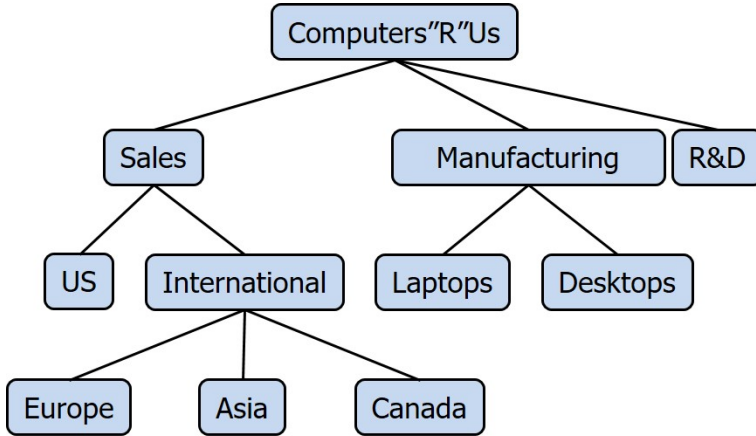 Computers”R”Us
Sales
Manufacturing
R&D
US
International
Laptops
Desktops
Europe
Asia
Canada